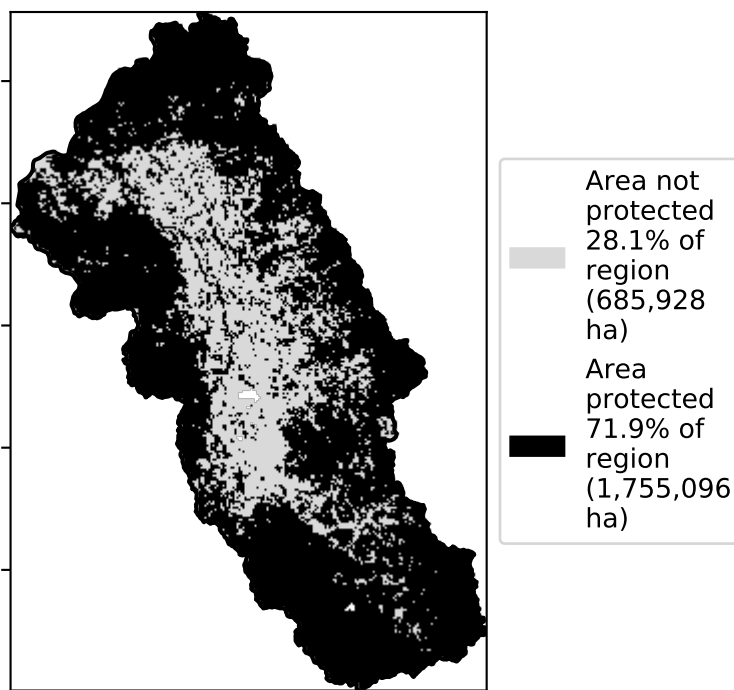 Area not
protected
28.1% of
region
(685,928
ha)
Area
protected
71.9% of
region
(1,755,096
ha)